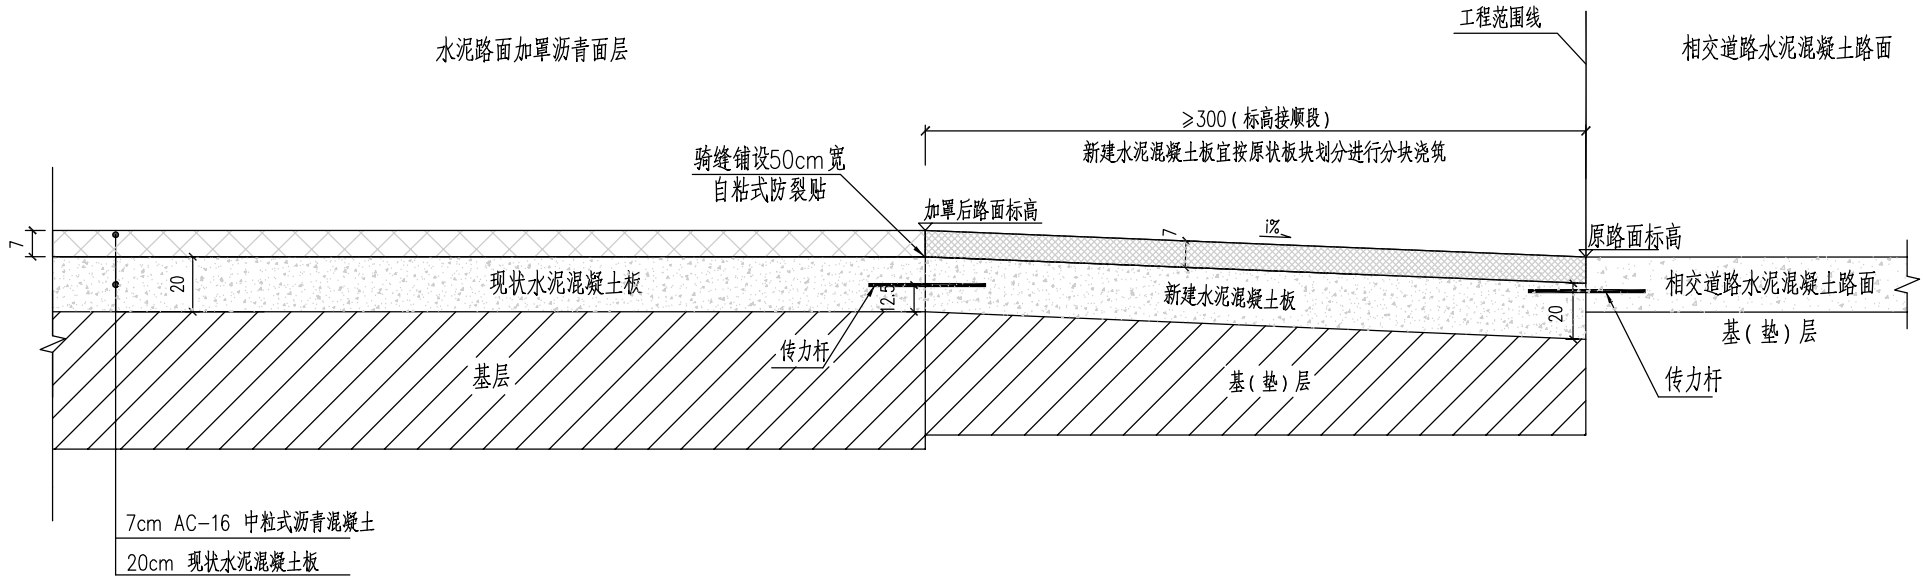 水泥路面加罩沥青面层
工程范围线
相交道路水泥混凝土路面
≥300(标高接顺段)
新建水泥混凝土板宜按原状板块划分进行分块浇筑
骑缝铺设50cm宽
自粘式防裂贴
加罩后路面标高
i%
原路面标高
7
7
20
现状水泥混凝土板
12.5
新建水泥混凝土板
20
相交道路水泥混凝土路面
基(垫)层
传力杆
基层
基(垫)层
传力杆
7cm AC-16 中粒式沥青混凝土
20cm 现状水泥混凝土板